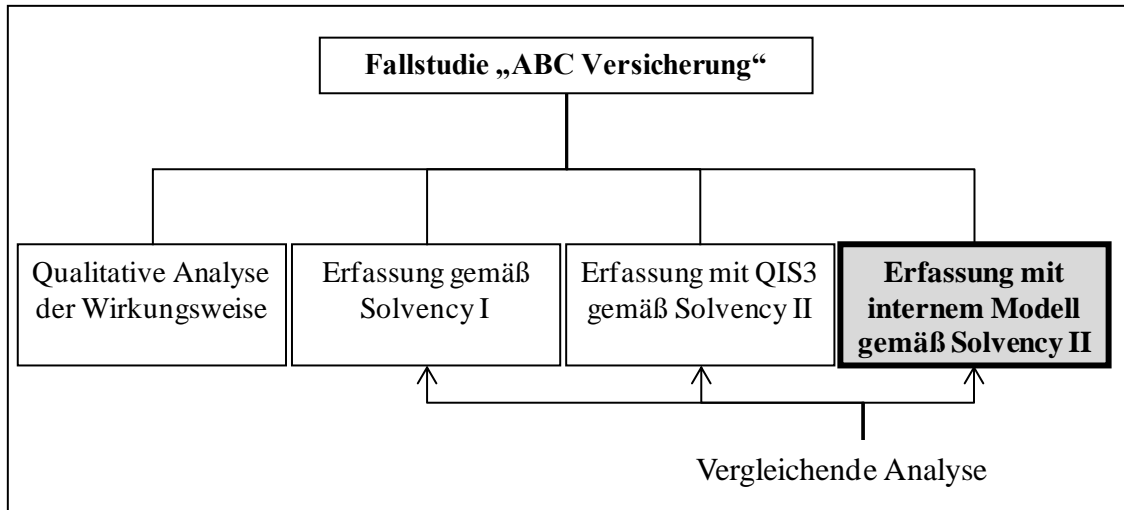 Fallstudie „ABC Versicherung“
Qualitative Analyse
der Wirkungsweise
Erfassung gemäß
Solvency I
Erfassung mit QIS3
gemäß Solvency II
Erfassung mit
internem Modell
gemäß Solvency II
Vergleichende Analyse